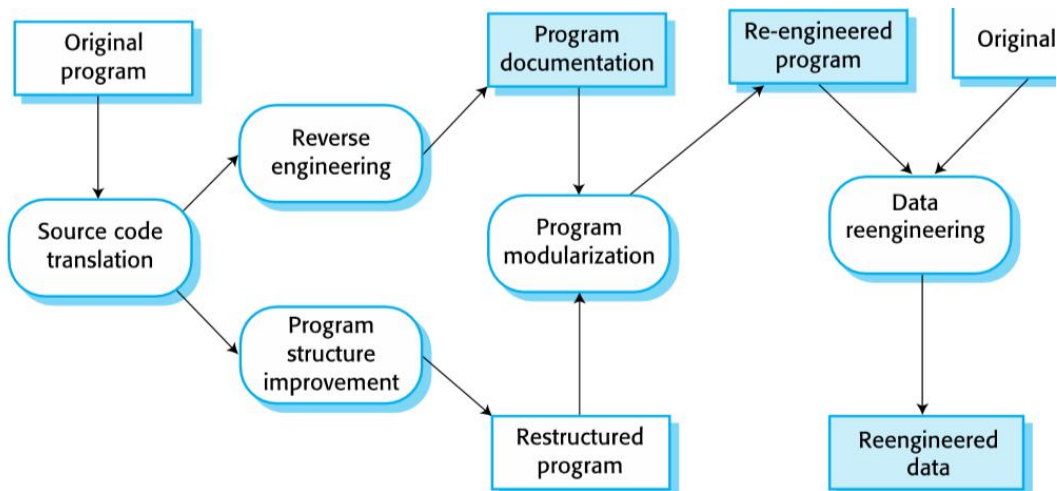 Original
program
Program
documentation
Re-engineered
program
Original
Reverse
engineering
Source code
translation
Program
modularization
Data
reengineering
Program
structure
improvement
Restructured
program
Reengineered
data